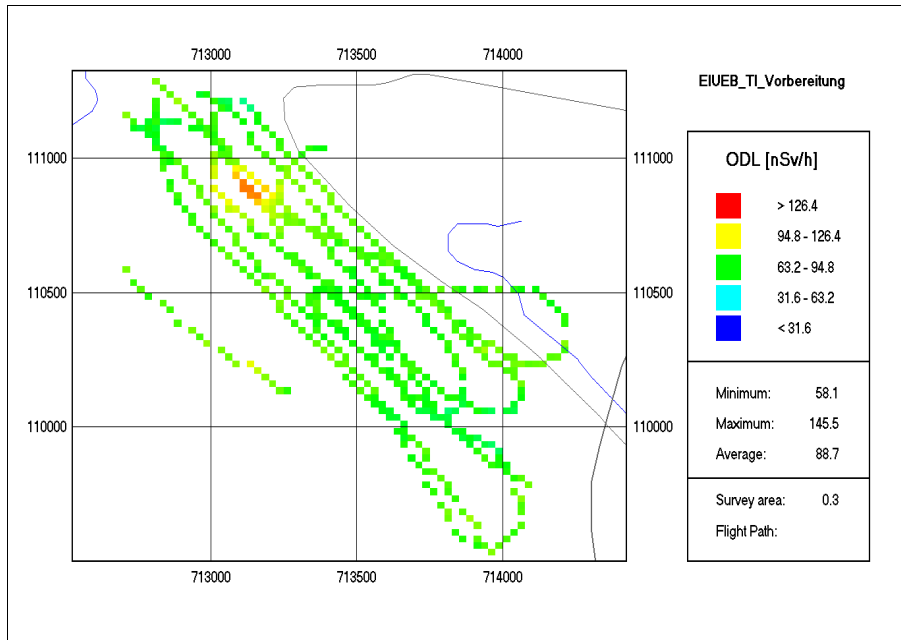 713000 713500 714000
EIUEB_TI_Vorbereitung
111000 111000
110500 110500
110000 110000
713000 713500 714000
ODL [nSv/h]
> 126.4
94.8 - 126.4
63.2 - 94.8
31.6 - 63.2
< 31.6
Minimum: 58.1
Maximum: 145.5
Average: 88.7
Survey area: 0.3
Flight Path: